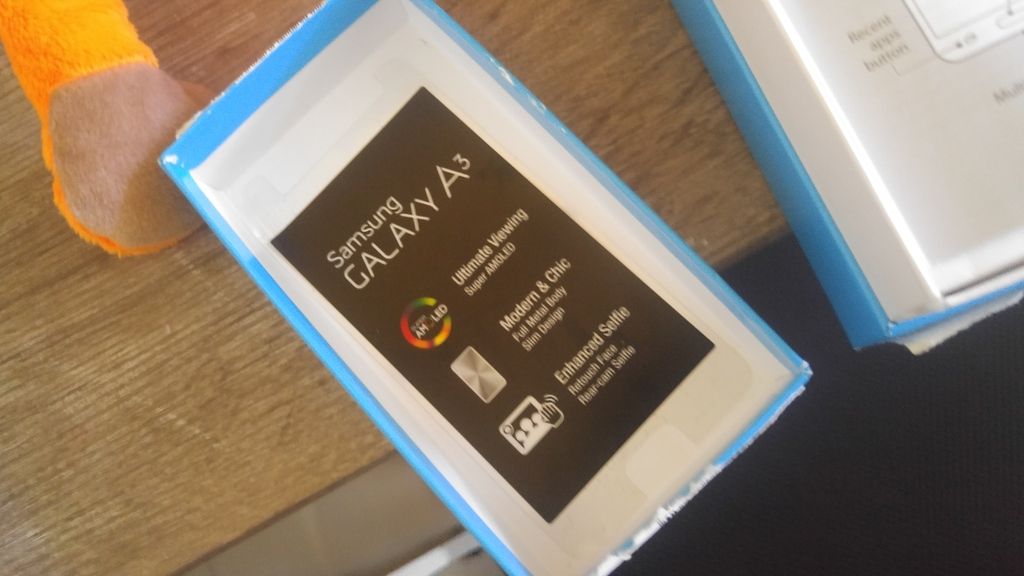 Samsung
GALAXY A3
Ultimate Viewing
Super AMOLED
AMOLED
Modern & Chic
Full Metal Body
Slim Design
Enhanced Selfie
Retouch Face
Rear-cam Selfie
Recent
apps
button